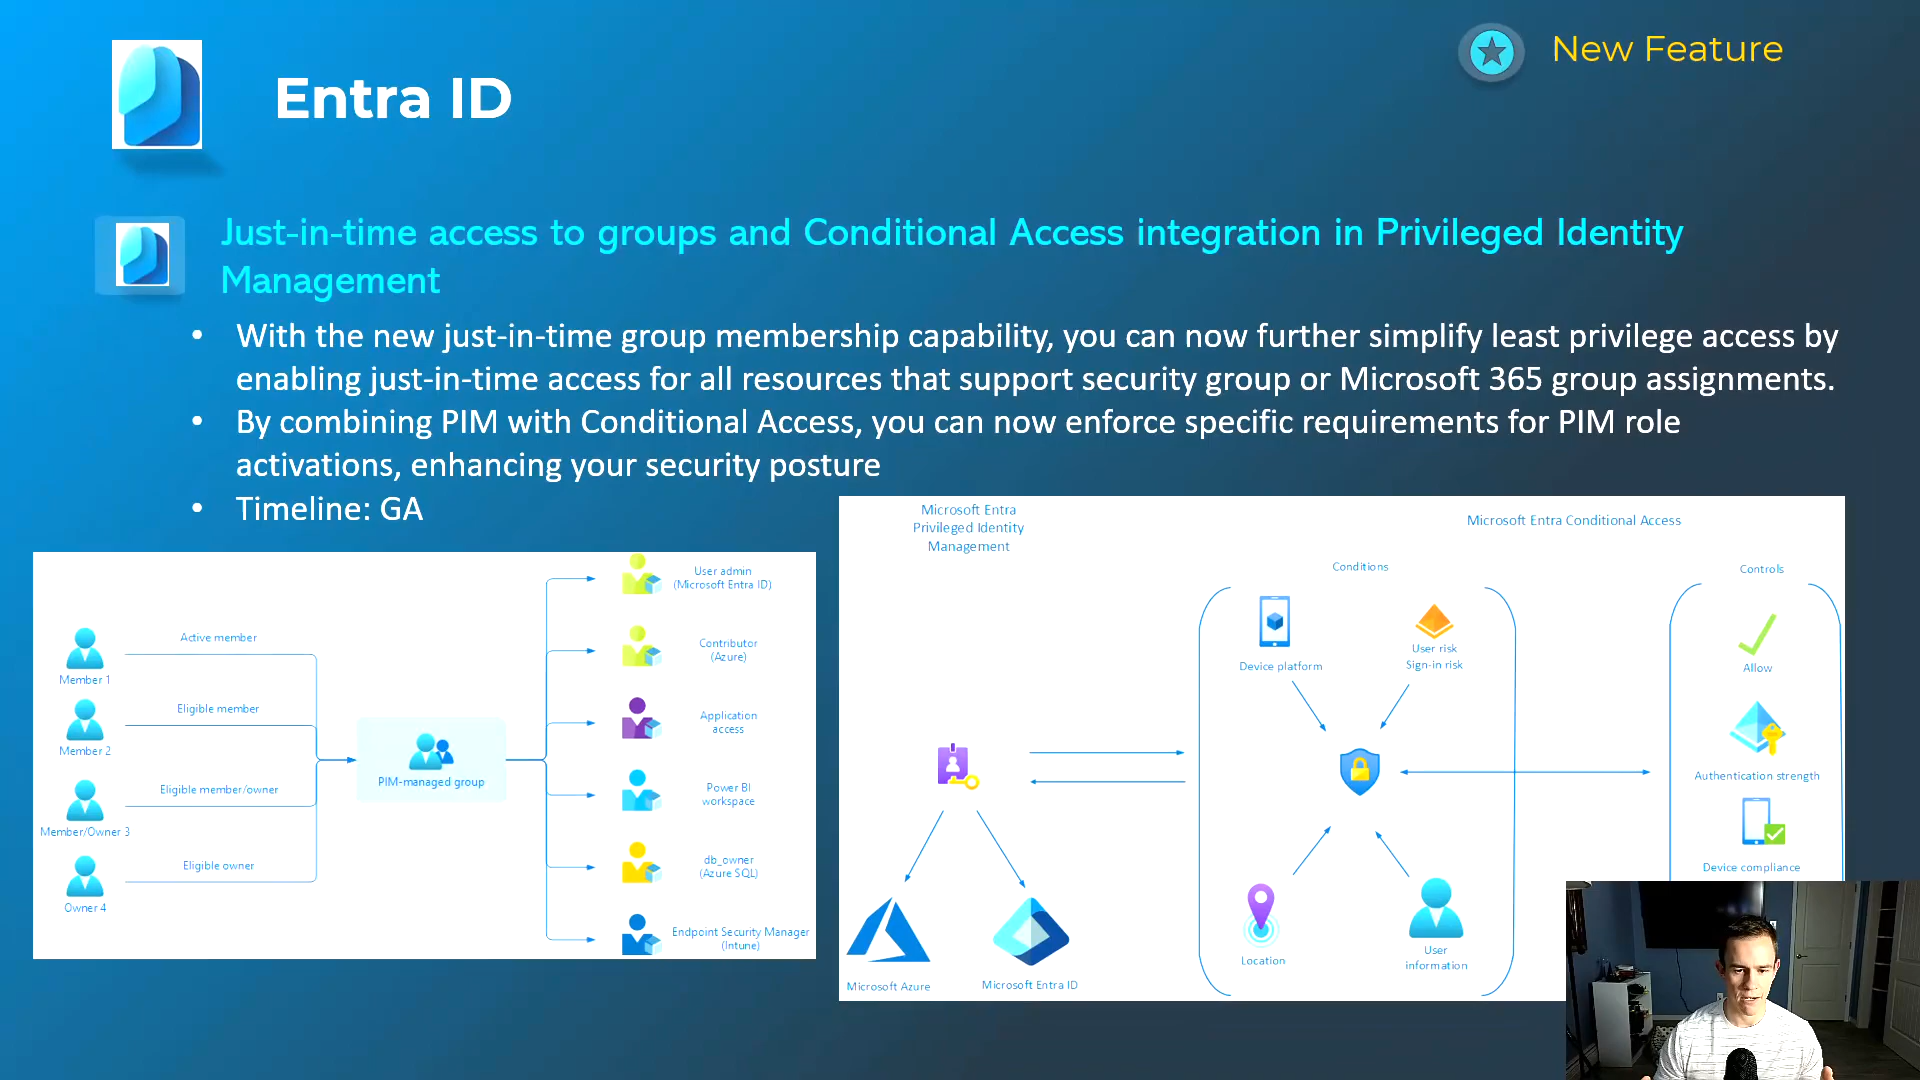 New Feature
Entra ID
Just-in-time access to groups and Conditional Access integration in Privileged Identity
Management
• With the new just-in-time group membership capability, you can now further simplify least privilege access by
enabling just-in-time access for all resources that support security group or Microsoft 365 group assignments.
• By combining PIM with Conditional Access, you can now enforce specific requirements for PIM role
activations, enhancing your security posture
• Timeline: GA
Active member
Member 1
Eligible member
Member 2
Eligible member/owner
Member/Owner 3
Eligible owner
Owner 4
PIM-managed group
User admin
(Microsoft Entra ID)
Contributor
(Azure)
Application
access
Power BI
workspace
db_owner
(Azure SQL)
Endpoint Security Manager
(Intune)
Microsoft Entra
Privileged Identity
Management
Microsoft Azure
Microsoft Entra ID
Microsoft Entra Conditional Access
Conditions
Device platform
User risk
Sign-in risk
Location
User
information
Controls
Allow
Authentication strength
Device compliance